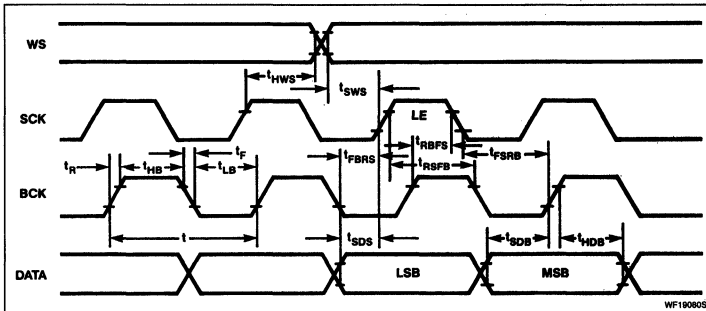 WS
tHWS
tSWS
SCK
LE
tRBFS
tR
tHB
tF
tLB
tFBRS
tRSFB
tFSRB
BCK
t
tSDS
tSDB
tHDB
DATA
LSB
MSB
WF19080S